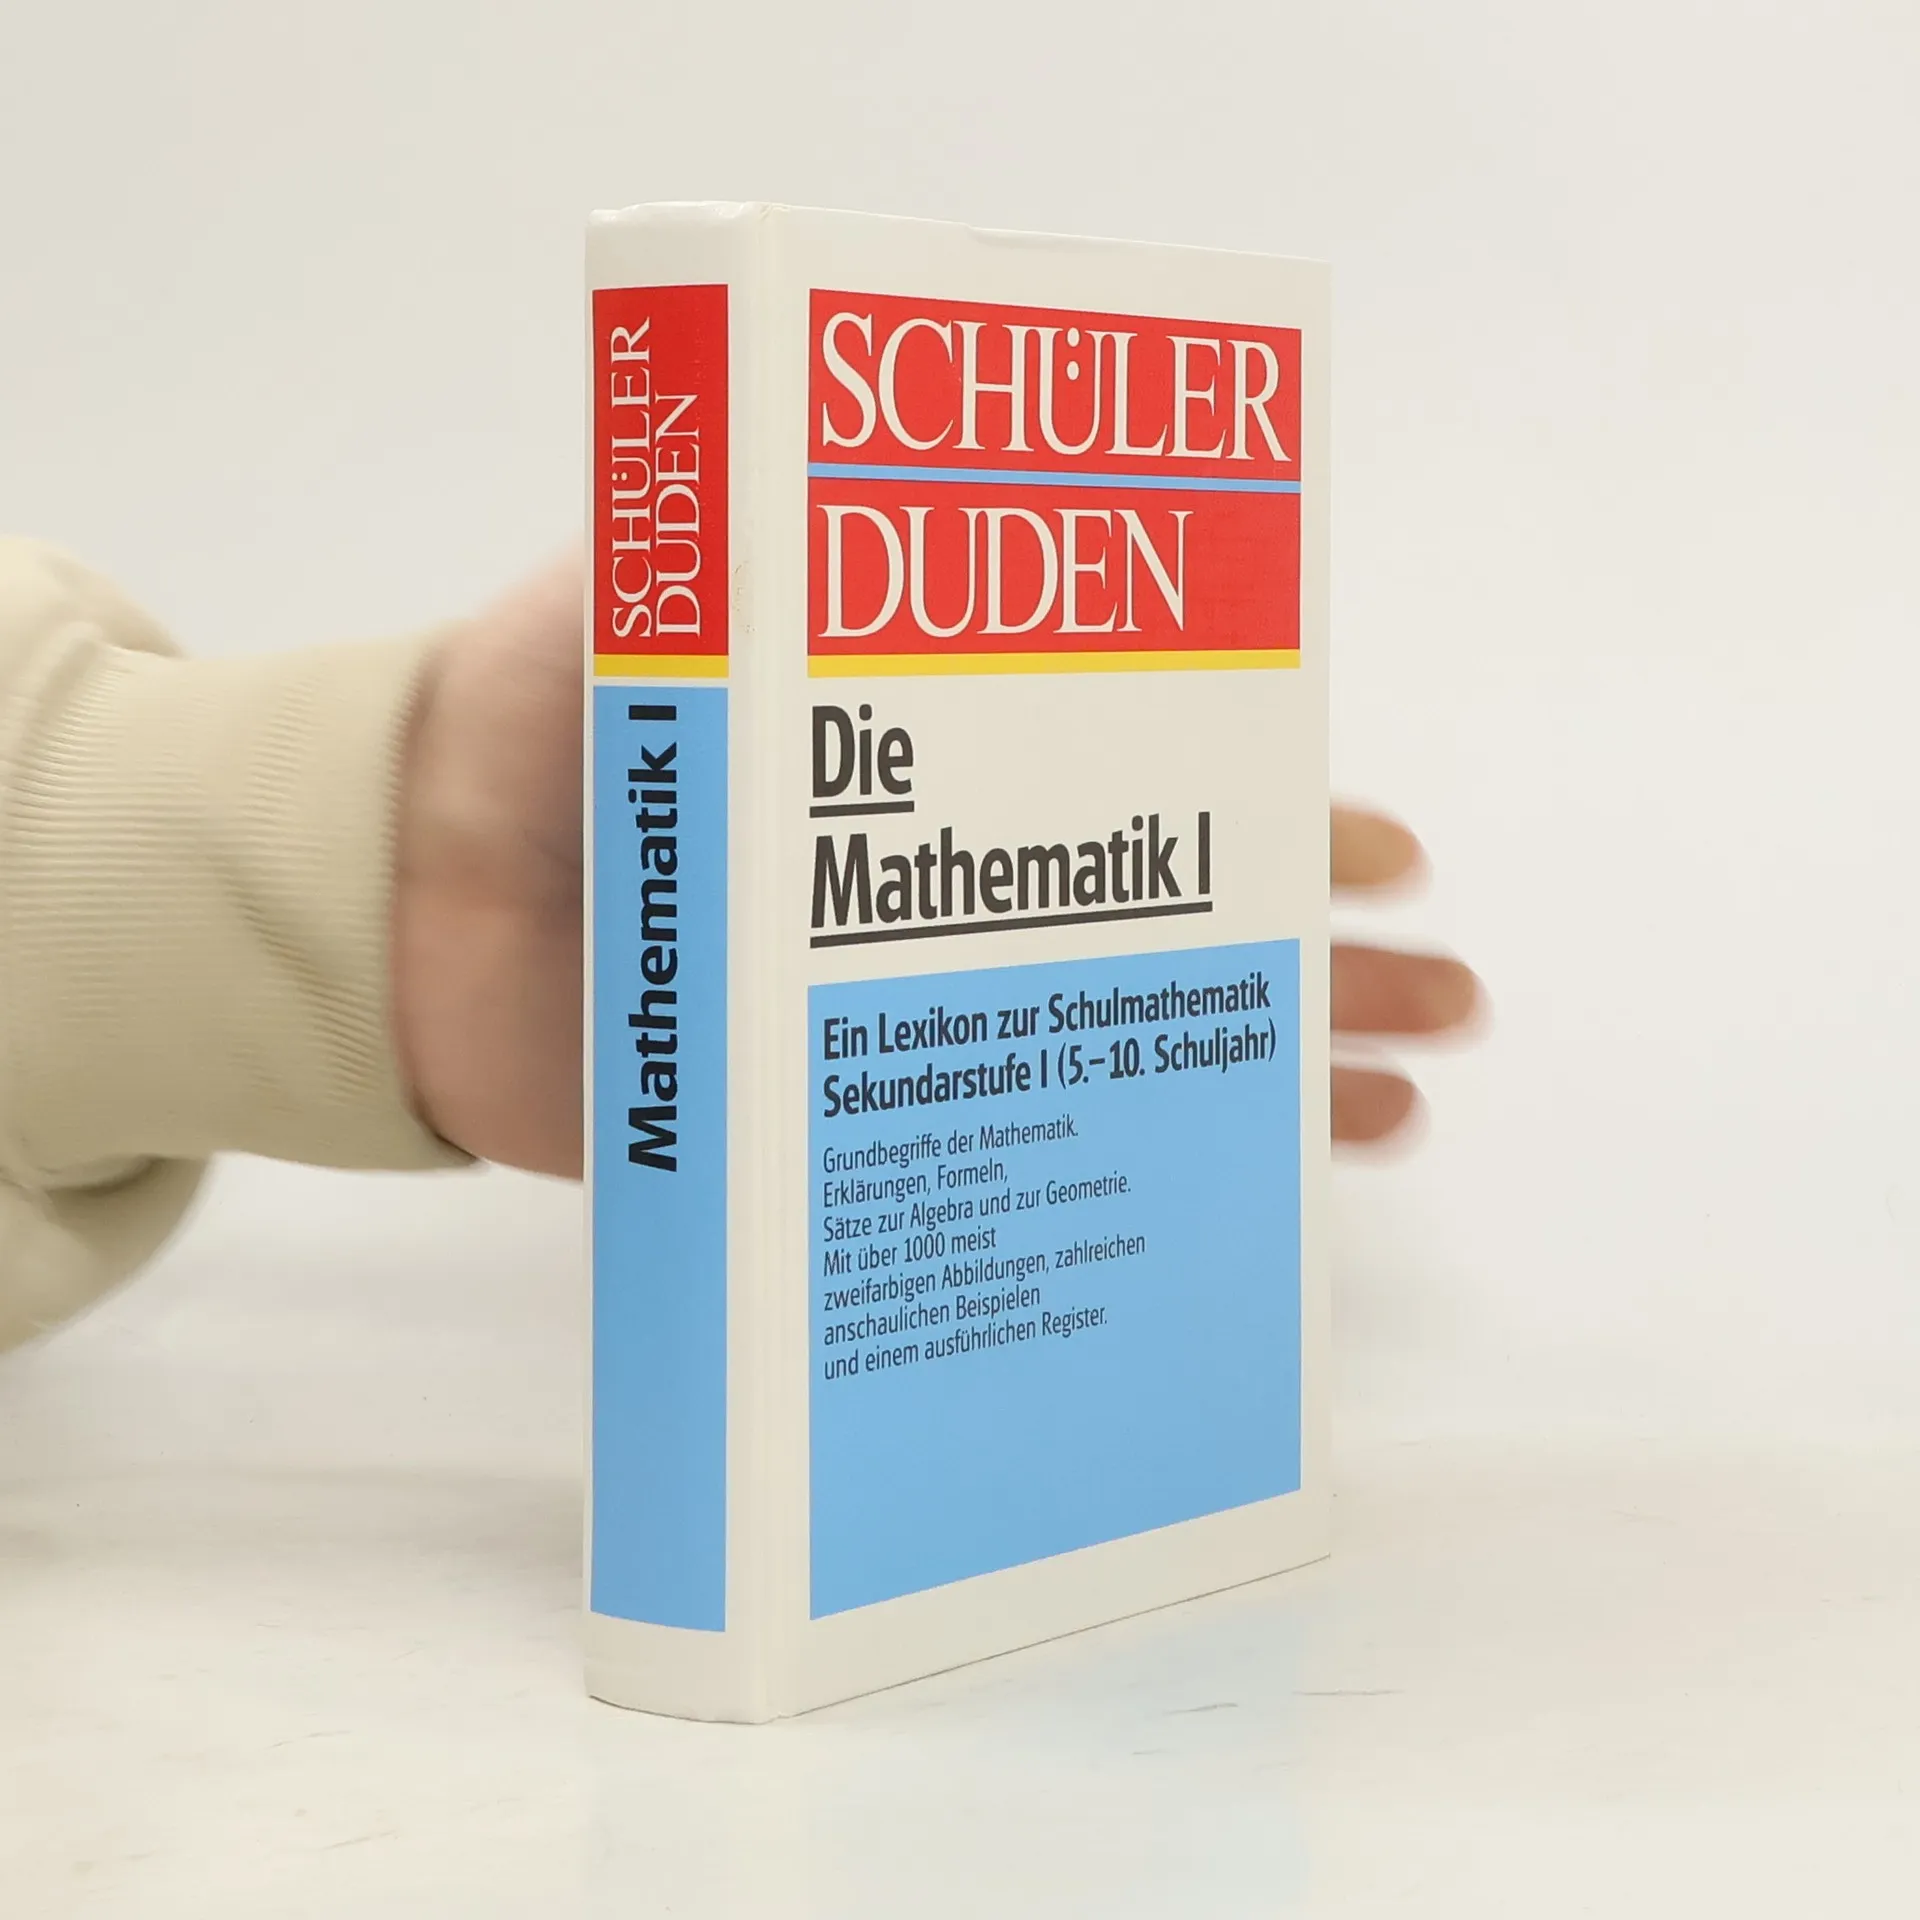 SCHÜLER
DUDEN
Mathematik I
SCHÜLER
DUDEN
Die
Mathematik I
Ein Lexikon zur Schulmathematik
Sekundarstufe I (5.–10. Schuljahr)
Grundbegriffe der Mathematik.
Erklärungen, Formeln,
Sätze zur Algebra und zur Geometrie.
Mit über 1000 meist
zweifarbigen Abbildungen, zahlreichen
anschaulichen Beispielen
und einem ausführlichen Register.